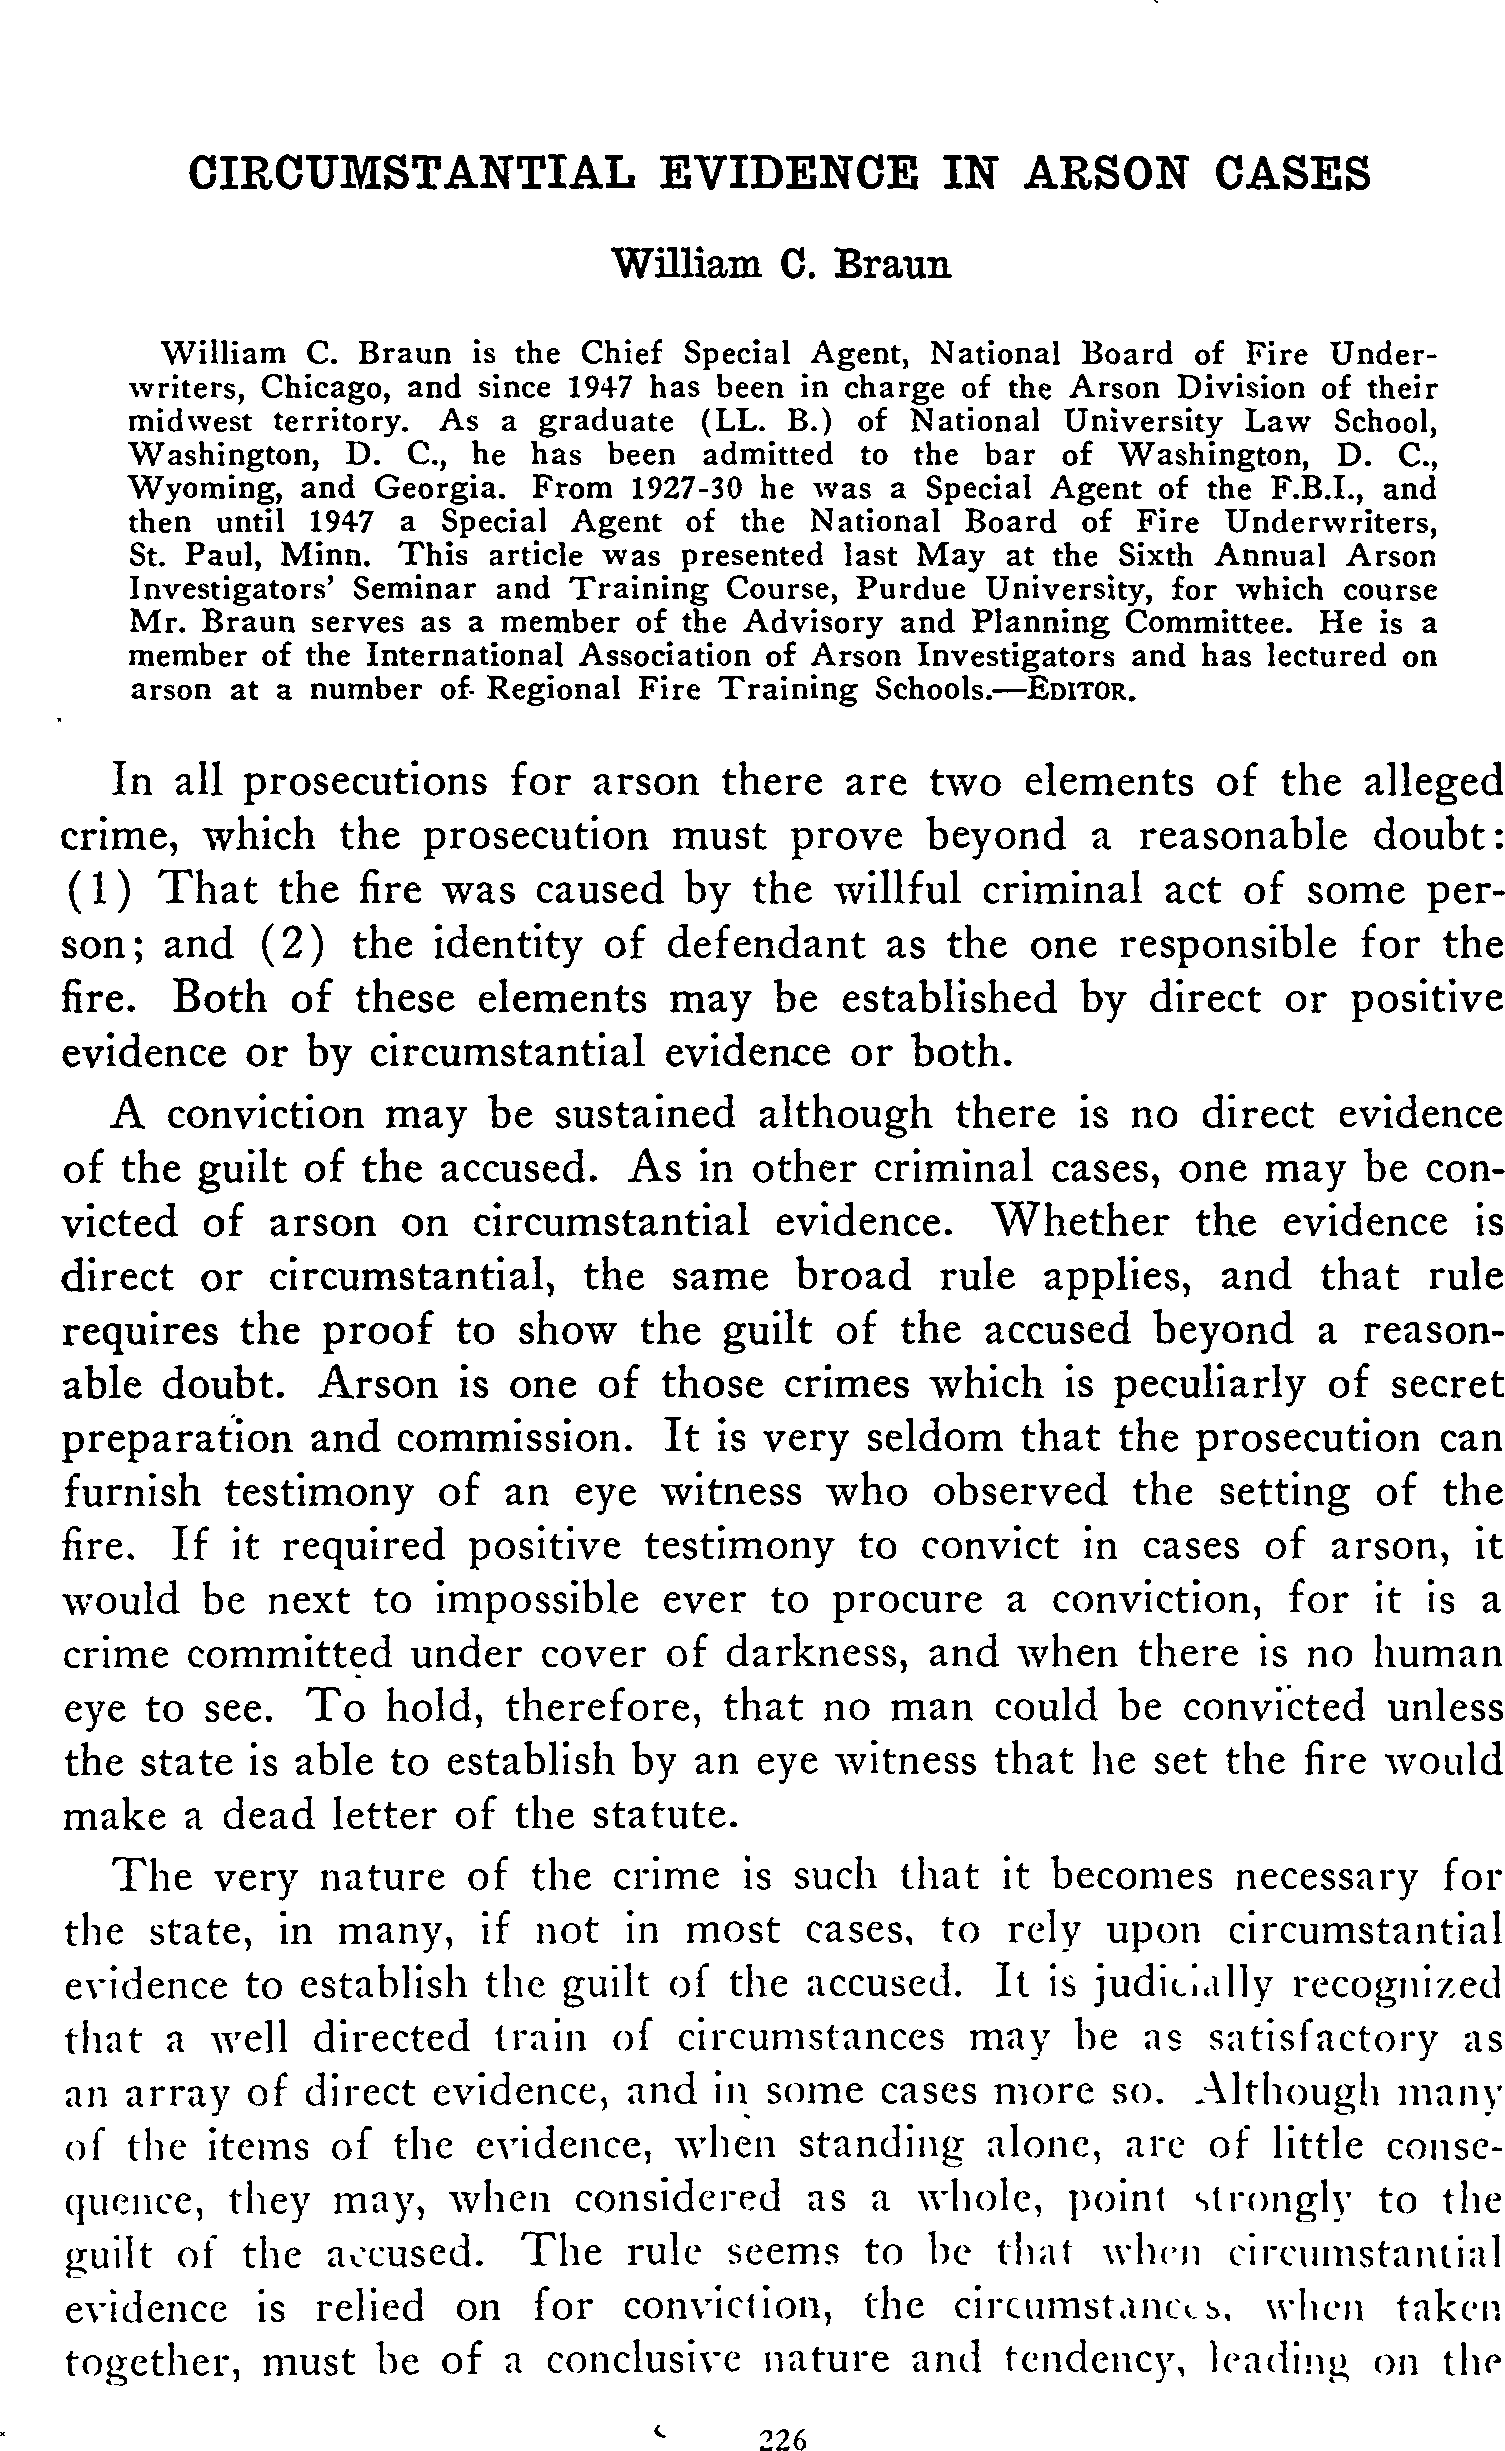 CIRCUMSTANTIAL EVIDENCE IN ARSON CASES
William C. Braun
William C. Braun is the Chief Special Agent, National Board of Fire Under-
writers, Chicago, and since 1947 has been in charge of the Arson Division of their
midwest territory. As a graduate (LL. B.) of National University Law School,
Washington, D. C., he has been admitted to the bar of Washington, D. C.,
Wyoming, and Georgia. From 1927-30 he was a Special Agent of the F.B.I., and
then until 1947 a Special Agent of the National Board of Fire Underwriters,
St. Paul, Minn. This article was presented last May at the Sixth Annual Arson
Investigators' Seminar and Training Course, Purdue University, for which course
Mr. Braun serves as a member of the Advisory and Planning Committee. He is a
member of the International Association of Arson Investigators and has lectured on
arson at a number of Regional Fire Training Schools.—EDITOR.
In all prosecutions for arson there are two elements of the alleged
crime, which the prosecution must prove beyond a reasonable doubt:
(1) That the fire was caused by the willful criminal act of some per-
son; and (2) the identity of defendant as the one responsible for the
fire. Both of these elements may be established by direct or positive
evidence or by circumstantial evidence or both.
A conviction may be sustained although there is no direct evidence
of the guilt of the accused. As in other criminal cases, one may be con-
victed of arson on circumstantial evidence. Whether the evidence is
direct or circumstantial, the same broad rule applies, and that rule
requires the proof to show the guilt of the accused beyond a reason-
able doubt. Arson is one of those crimes which is peculiarly of secret
preparation and commission. It is very seldom that the prosecution can
furnish testimony of an eye witness who observed the setting of the
fire. If it required positive testimony to convict in cases of arson, it
would be next to impossible ever to procure a conviction, for it is a
crime committed under cover of darkness, and when there is no human
eye to see. To hold, therefore, that no man could be convicted unless
the state is able to establish by an eye witness that he set the fire would
make a dead letter of the statute.
The very nature of the crime is such that it becomes necessary for
the state, in many, if not in most cases, to rely upon circumstantial
evidence to establish the guilt of the accused. It is judicially recognized
that a well directed train of circumstances may be as satisfactory as
an array of direct evidence, and in some cases more so. Although many
of the items of the evidence, when standing alone, are of little conse-
quence, they may, when considered as a whole, point strongly to the
guilt of the accused. The rule seems to be that when circumstantial
evidence is relied on for conviction, the circumstances, when taken
together, must be of a conclusive nature and tendency, leading on the
226